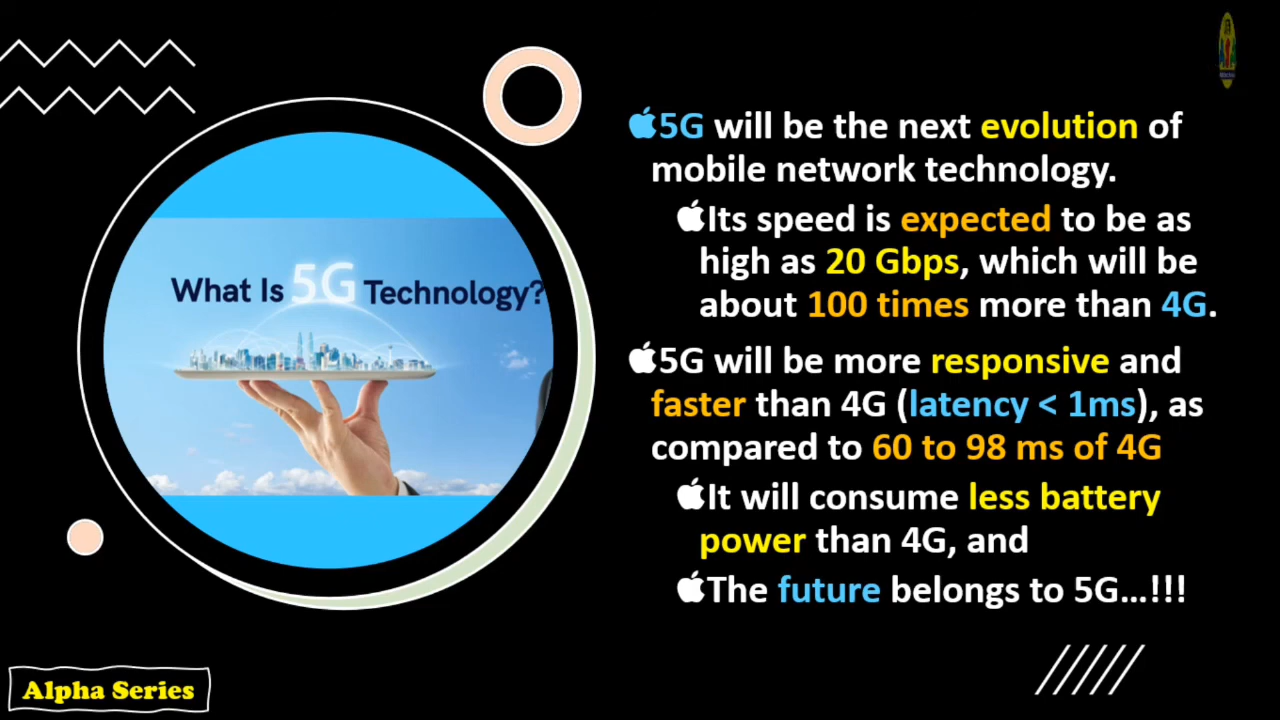 What Is 5G Technology?
5G will be the next evolution of
mobile network technology.
Its speed is expected to be as
high as 20 Gbps, which will be
about 100 times more than 4G.
5G will be more responsive and
faster than 4G (latency < 1ms), as
compared to 60 to 98 ms of 4G
It will consume less battery
power than 4G, and
The future belongs to 5G...!!!
Alpha Series